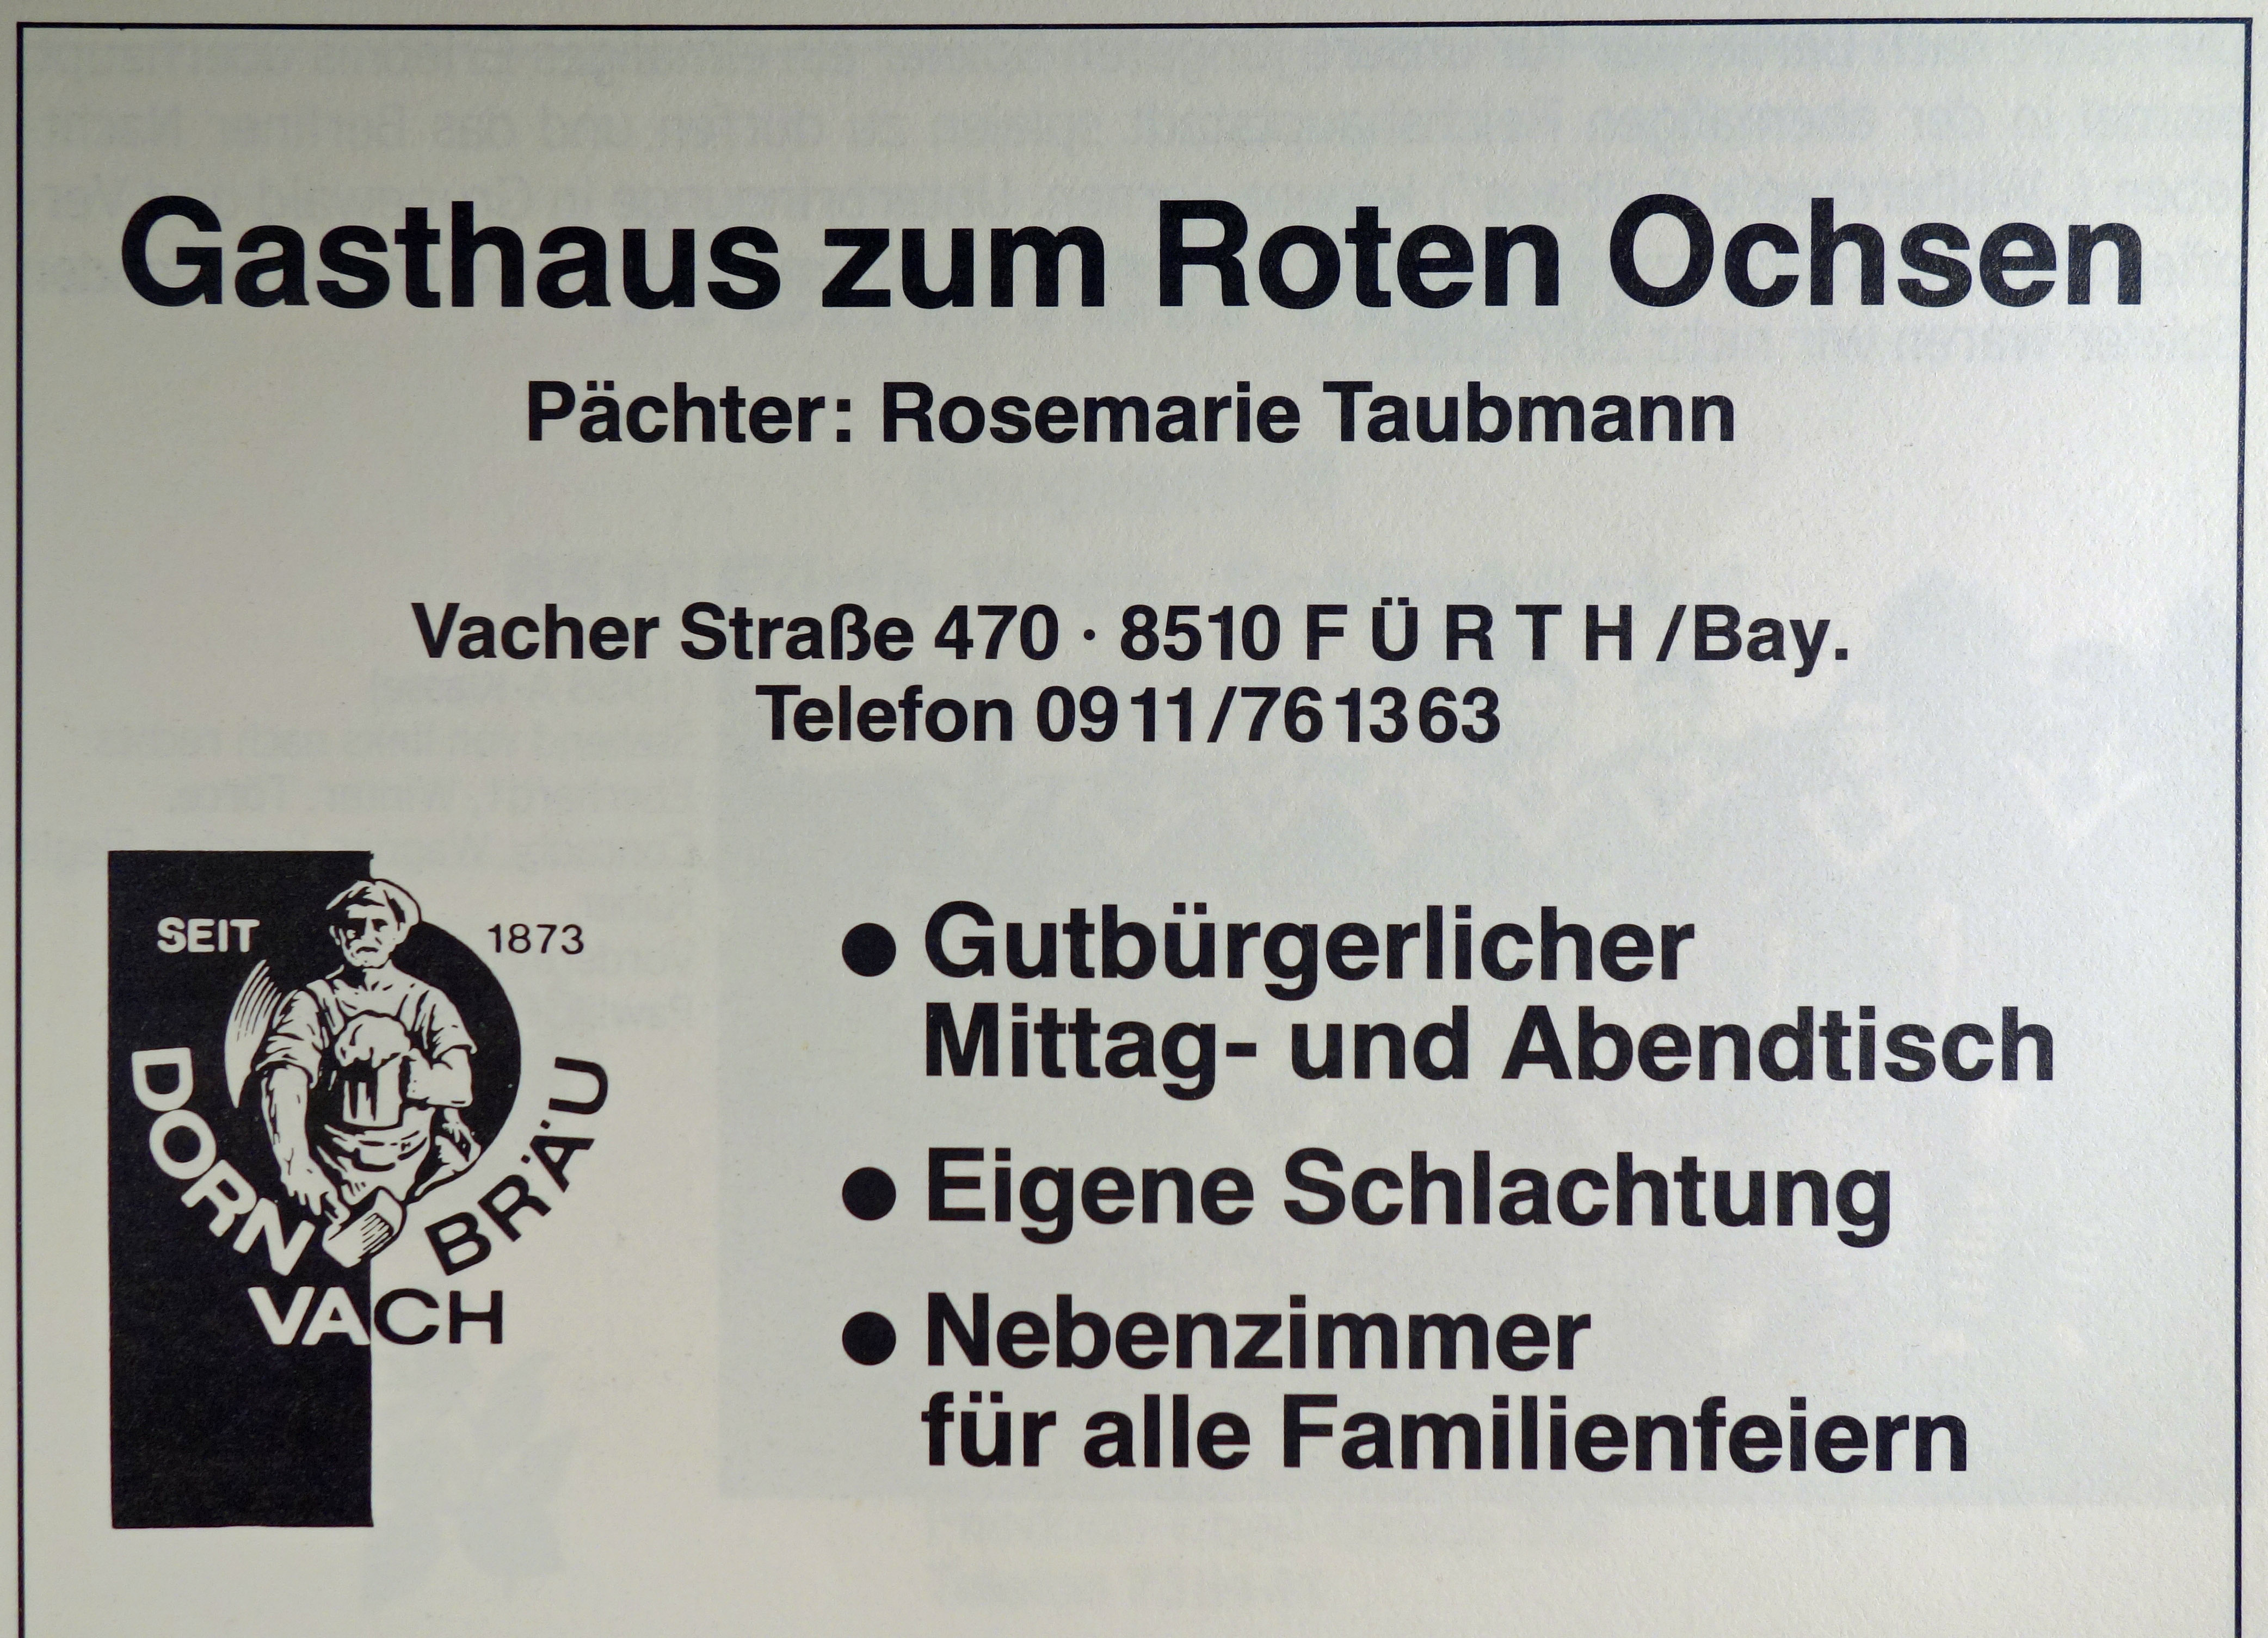 Gasthaus zum Roten Ochsen
Pächter: Rosemarie Taubmann
Vacher Straße 470 · 8510 FÜRTH/Bay.
Telefon 0911/761363
SEIT 1873
DORN BRÄU
VACH
● Gutbürgerlicher
Mittag- und Abendtisch
● Eigene Schlachtung
● Nebenzimmer
für alle Familienfeiern